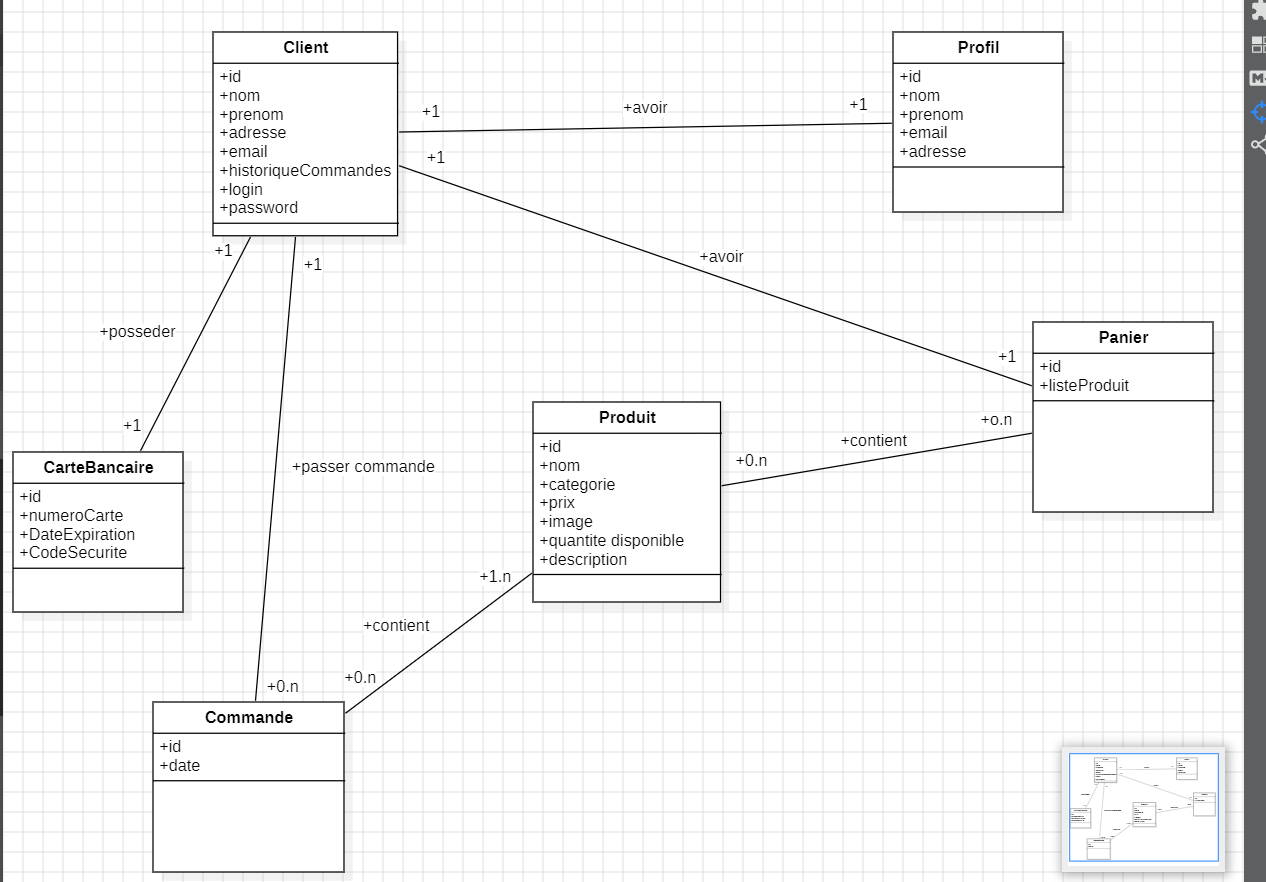 Client
+id
+nom
+prenom
+adresse
+email
+historiqueCommandes
+login
+password
Profil
+id
+nom
+prenom
+email
+adresse
+1
+avoir
+1
+1
+avoir
+1
+1
+posseder
+1
+1
+passer commande
+0.n
Panier
+id
+listeProduit
Produit
+id
+nom
+categorie
+prix
+image
+quantite disponible
+description
+o.n
+contient
+0.n
CarteBancaire
+id
+numeroCarte
+DateExpiration
+CodeSecurite
+1.n
+contient
+0.n
Commande
+id
+date
M